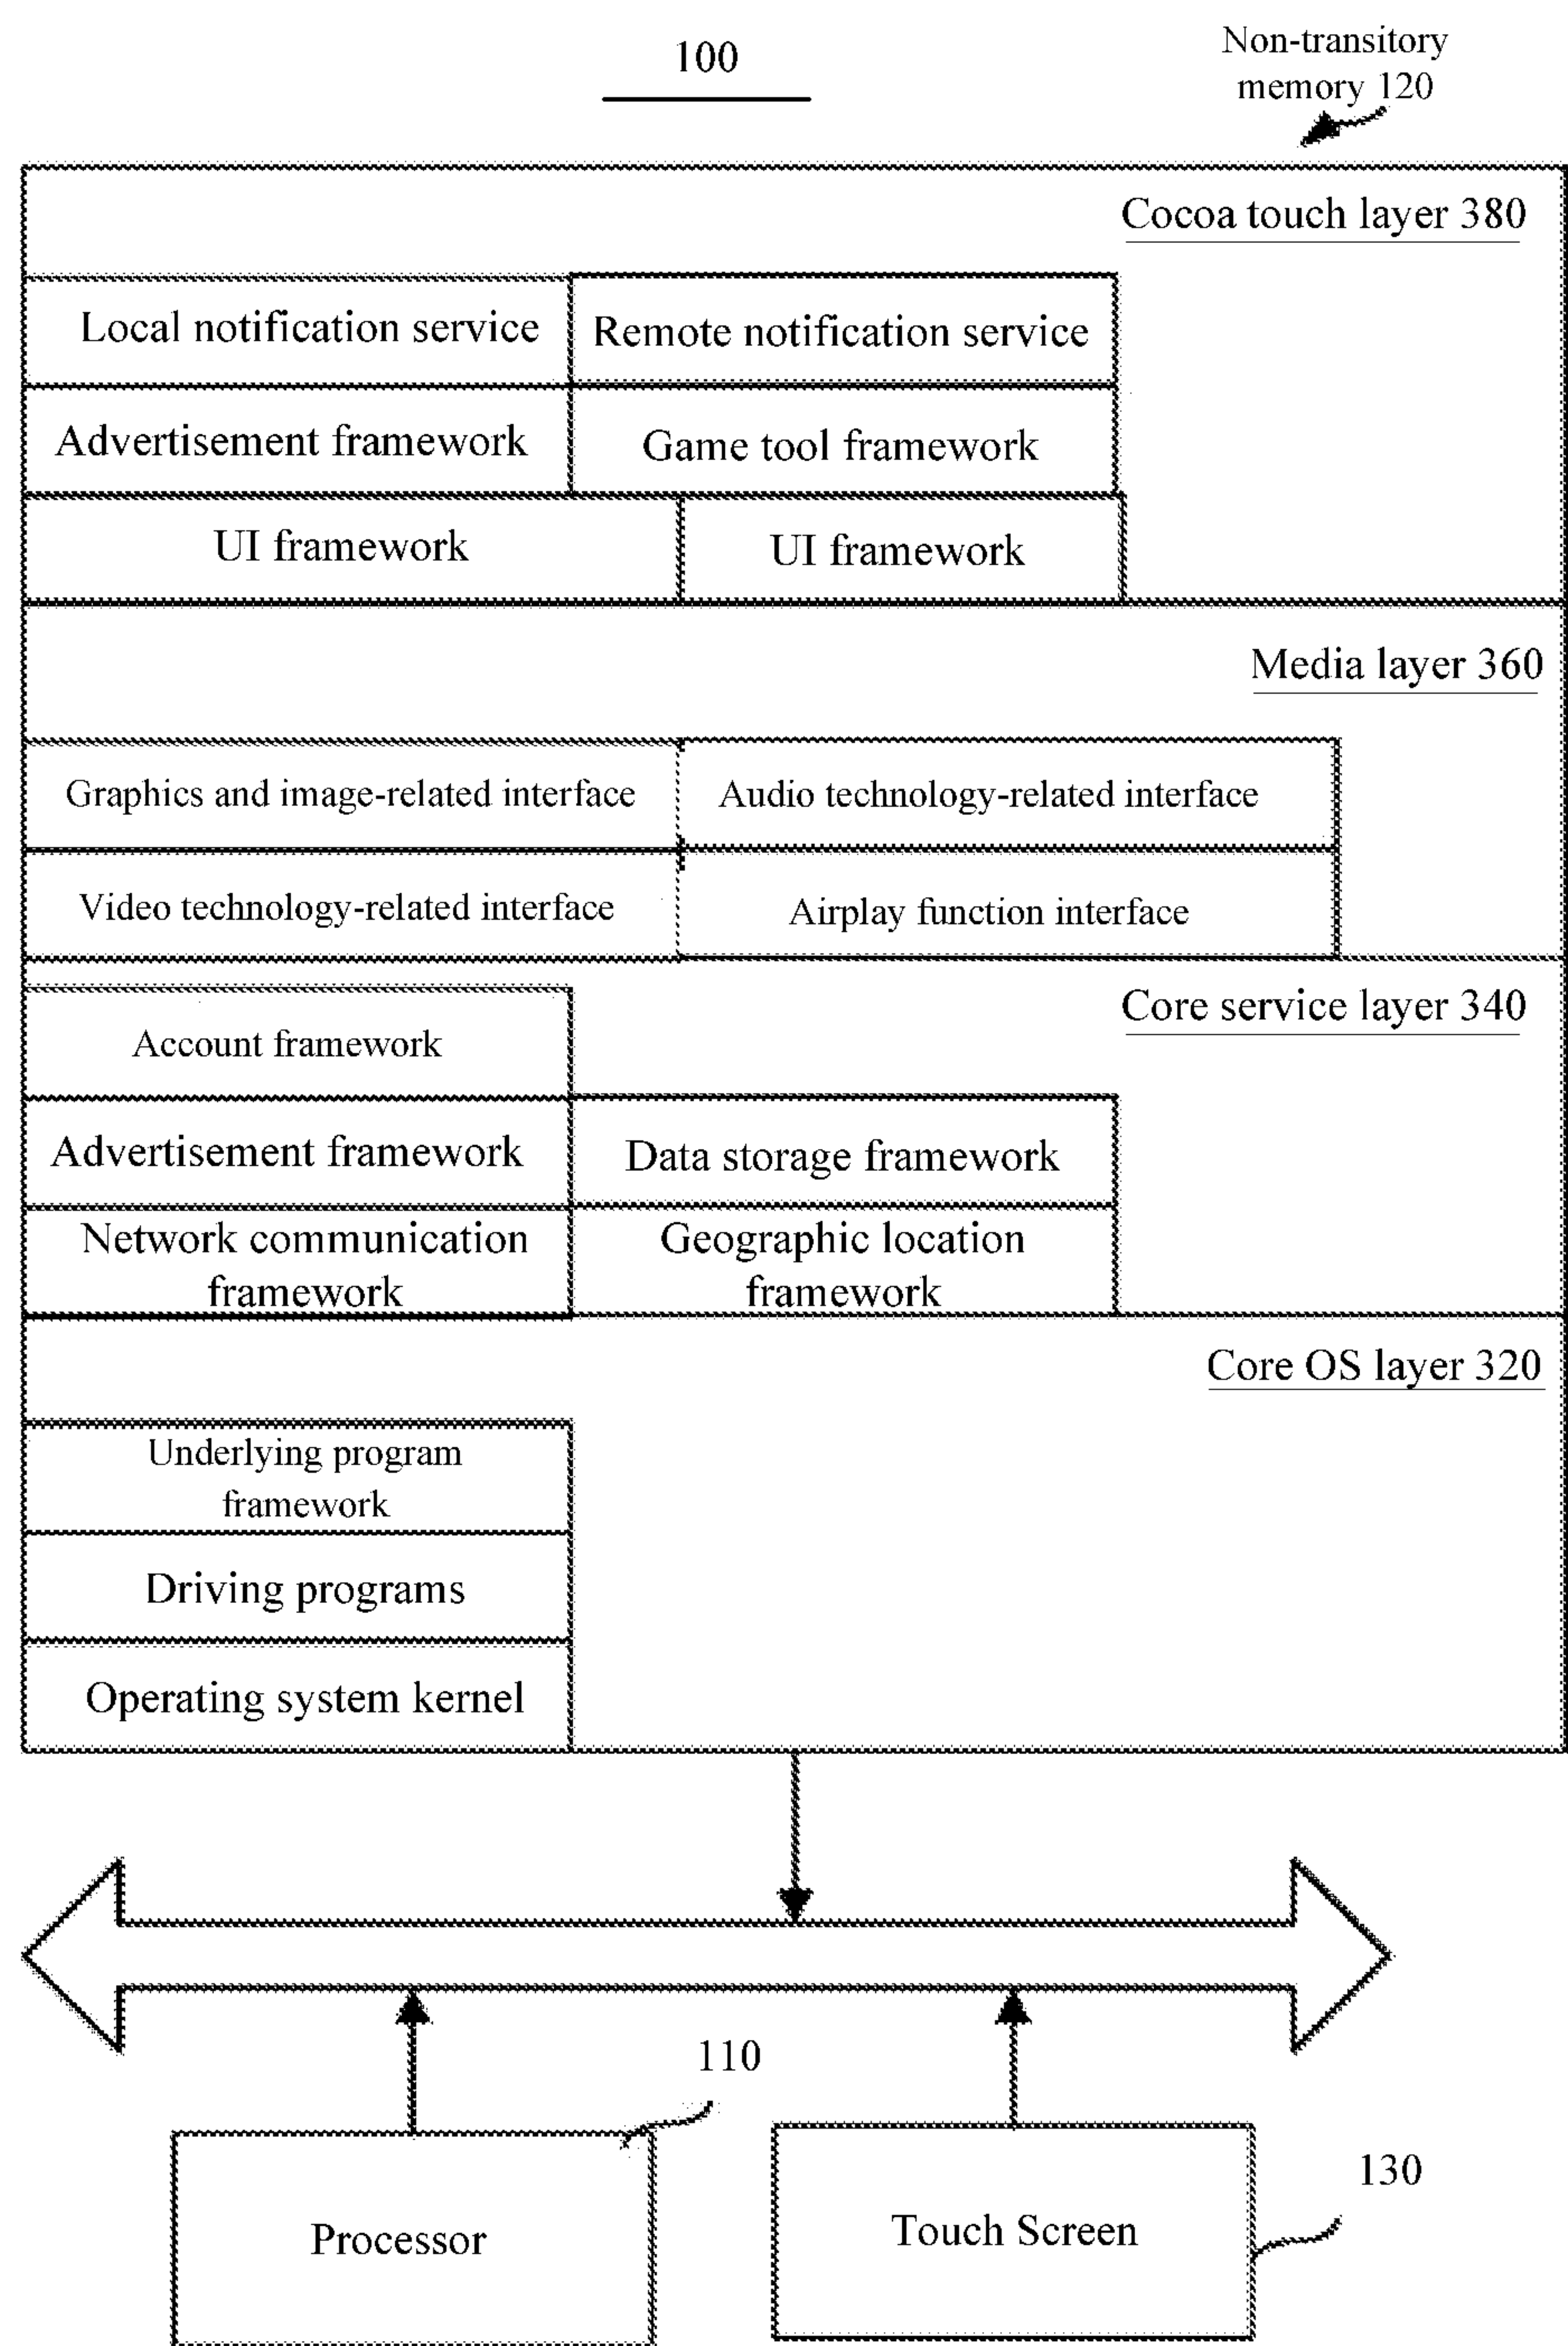 100
Non-transitory
memory 120
Cocoa touch layer 380
Local notification service
Remote notification service
Advertisement framework
Game tool framework
UI framework
UI framework
Media layer 360
Graphics and image-related interface
Audio technology-related interface
Video technology-related interface
Airplay function interface
Core service layer 340
Account framework
Advertisement framework
Data storage framework
Network communication
framework
Geographic location
framework
Core OS layer 320
Underlying program
framework
Driving programs
Operating system kernel
110
130
Processor
Touch Screen